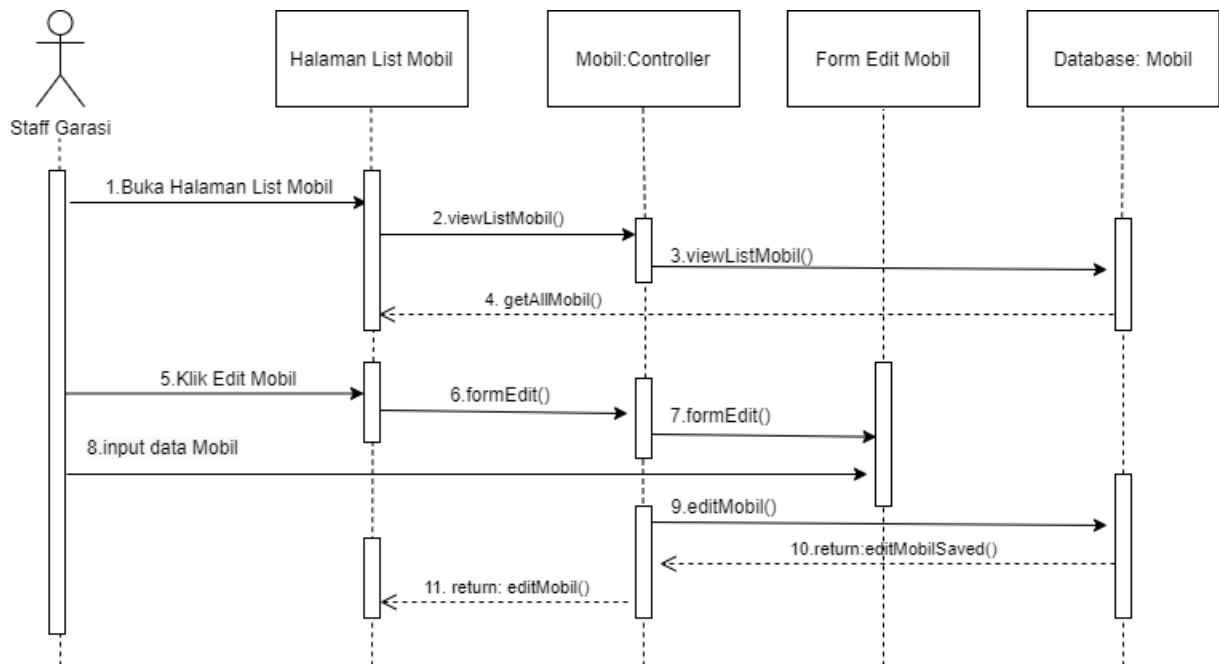 Halaman List Mobil
Mobil:Controller
Form Edit Mobil
Database: Mobil
Staff Garasi
1.Buka Halaman List Mobil
2.viewListMobil()
3.viewListMobil()
4. getAllMobil()
5.Klik Edit Mobil
6.formEdit()
7.formEdit()
8.input data Mobil
9.editMobil()
10.return:editMobilSaved()
11. return: editMobil()